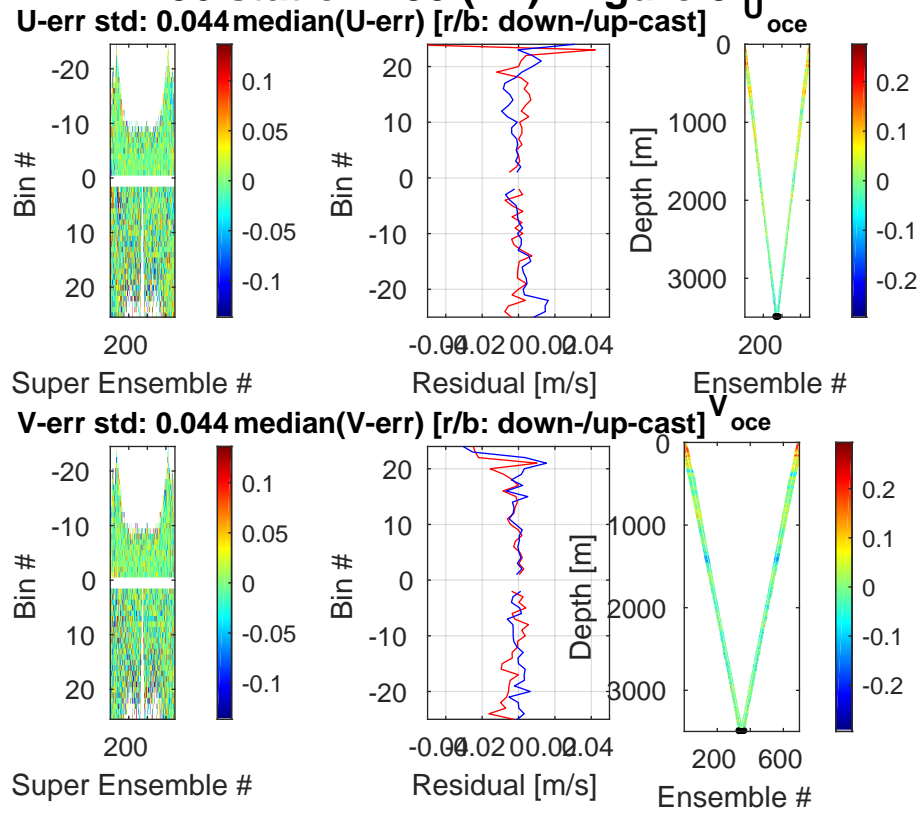 U-err std: 0.044
median(U-err) [r/b: down-/up-cast]
U oce
-20
-10
0
10
20
Bin #
200
Super Ensemble #
0.1
0.05
0
-0.05
-0.1
20
10
0
-10
-20
Bin #
0.02
Residual [m/s]
0
1000
2000
3000
Depth [m]
200
Ensemble #
0.2
0.1
0
-0.1
-0.2
V-err std: 0.044
median(V-err) [r/b: down-/up-cast]
V oce
-20
-10
0
10
20
Bin #
200
Super Ensemble #
0.1
0.05
0
-0.05
-0.1
20
10
0
-10
-20
Bin #
Residual [m/s]
0
1000
2000
3000
Depth [m]
200 600
Ensemble #
0.2
0.1
0
-0.1
-0.2